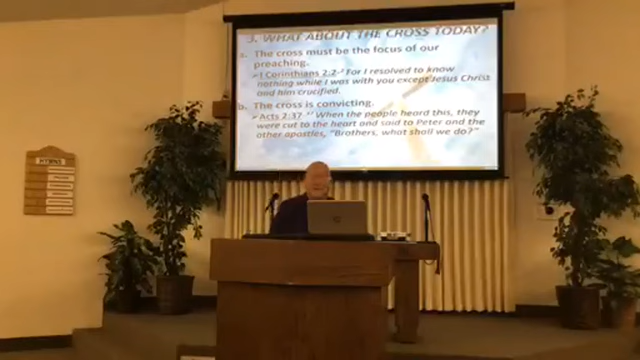 3. WHAT ABOUT THE CROSS TODAY?
a. The cross must be the focus of our
preaching.
➢I Corinthians 2:2-² For I resolved to know
nothing while I was with you except Jesus Christ
and him crucified.
b. The cross is convicting.
➢Acts 2:37-³⁷ When the people heard this, they
were cut to the heart and said to Peter and the
other apostles, “Brothers, what shall we do?”
HYMNS